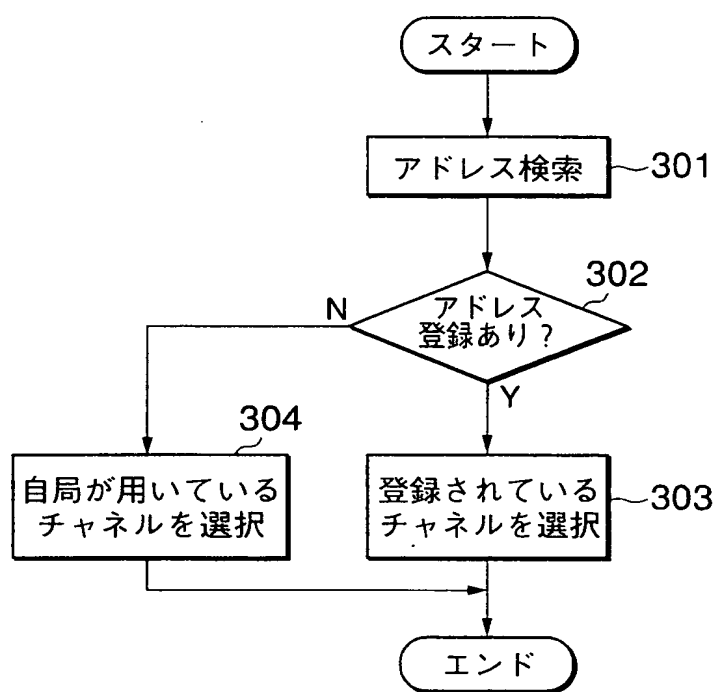 スタート
アドレス検索
301
302
アドレス
登録あり?
N
Y
304
自局が用いている
チャネルを選択
登録されている
チャネルを選択
303
エンド